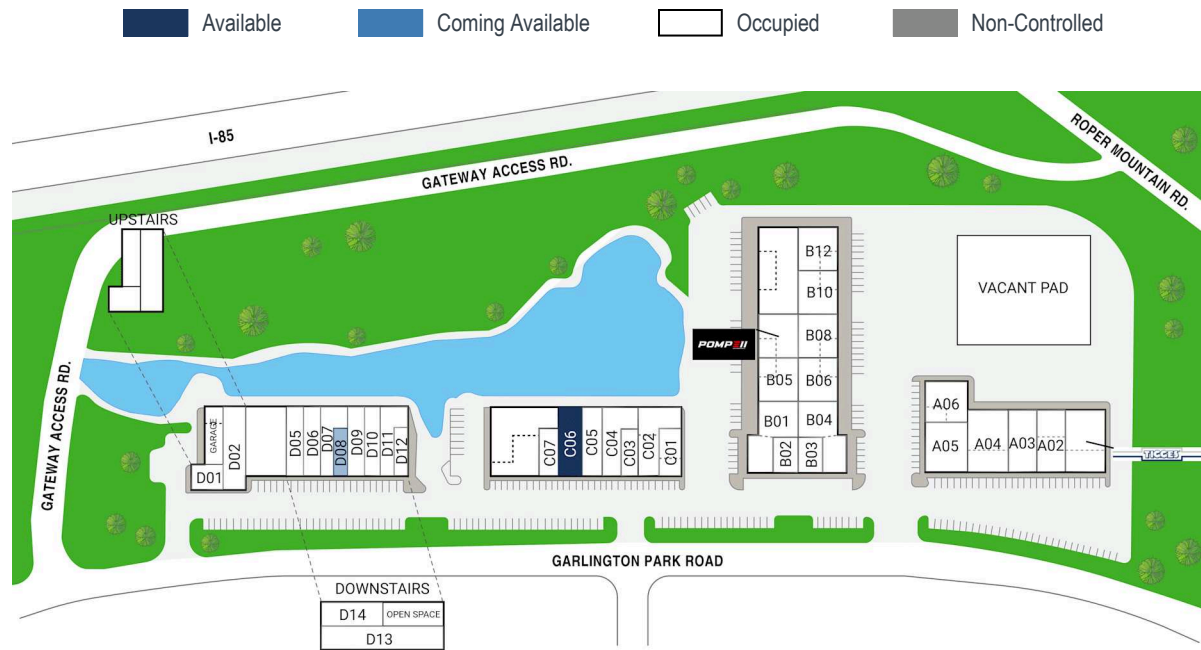 Available
Coming Available
Occupied
Non-Controlled
I-85
GATEWAY ACCESS RD.
ROPER MOUNTAIN RD.
UPSTAIRS
GATEWAY ACCESS RD.
VACANT PAD
POMPEII
B12
B10
B08
B05
B06
B01
B04
B02
B03
A06
A05
A04
A03
A02
TIGGES
GARAGE
D01
D02
D05
D06
D07
D08
D09
D10
D11
D12
C07
C06
C05
C04
C03
C02
C01
GARLINGTON PARK ROAD
DOWNSTAIRS
D14
OPEN SPACE
D13